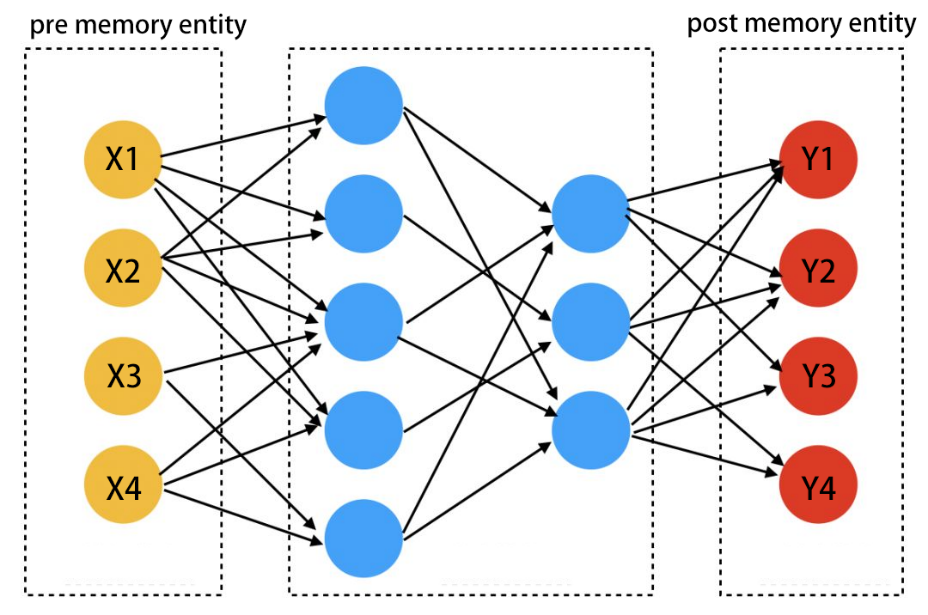 pre memory entity
post memory entity
X1
Y1
X2
Y2
X3
Y3
X4
Y4